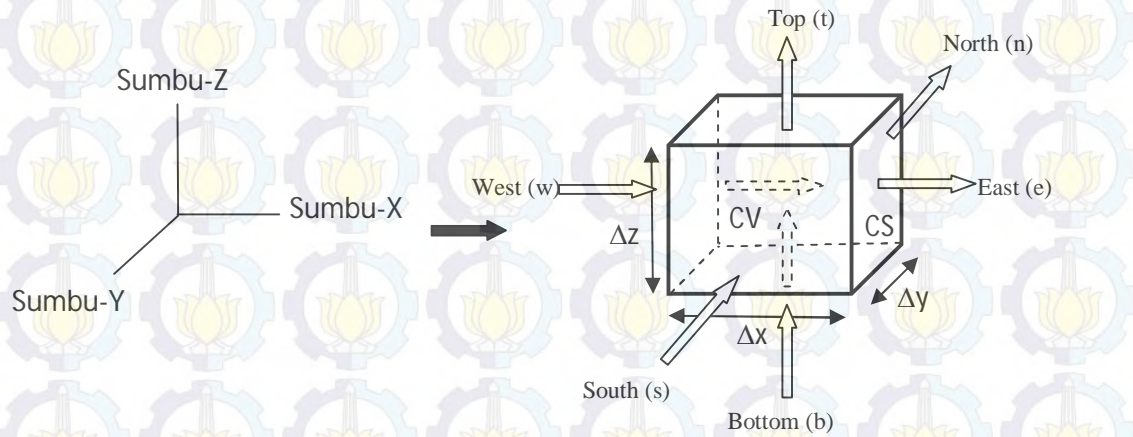 Top (t)
North (n)
Sumbu-Z
West (w)
East (e)
Sumbu-X
CV
CS
Δz
Sumbu-Y
Δy
Δx
South (s)
Bottom (b)